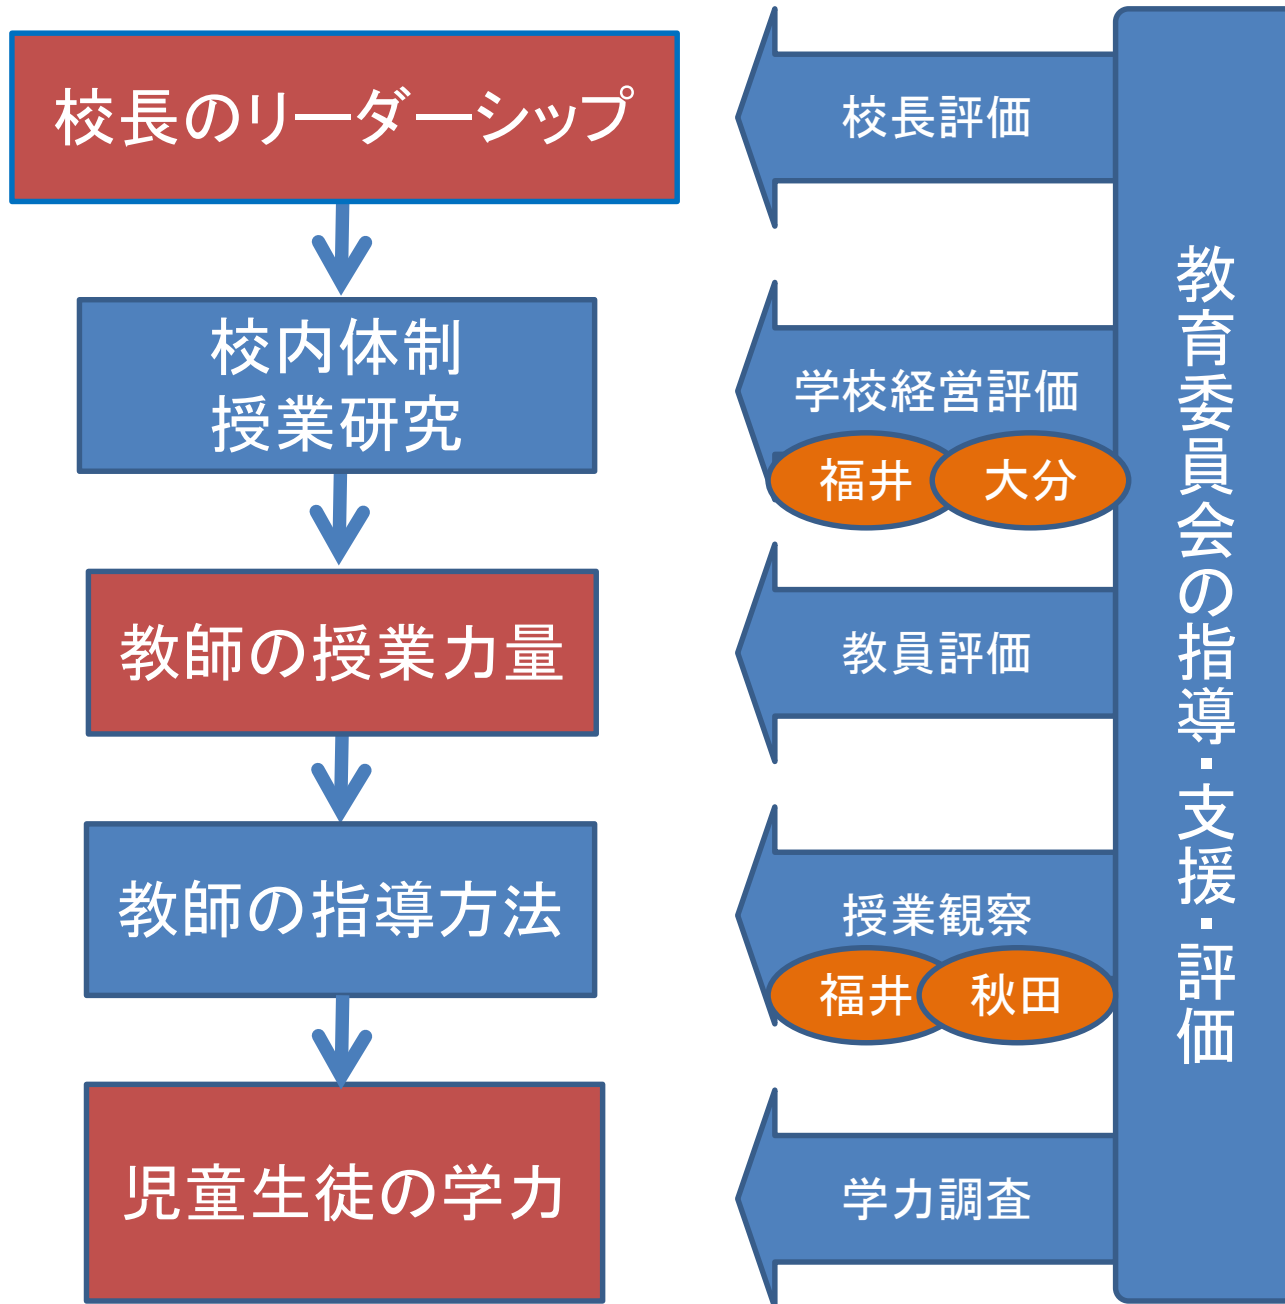 校長のリーダーシップ
校長評価
校内体制
授業研究
学校経営評価
福井
大分
教師の授業力量
教員評価
教師の指導方法
授業観察
福井
秋田
児童生徒の学力
学力調査
教育委員会の指導・支援・評価